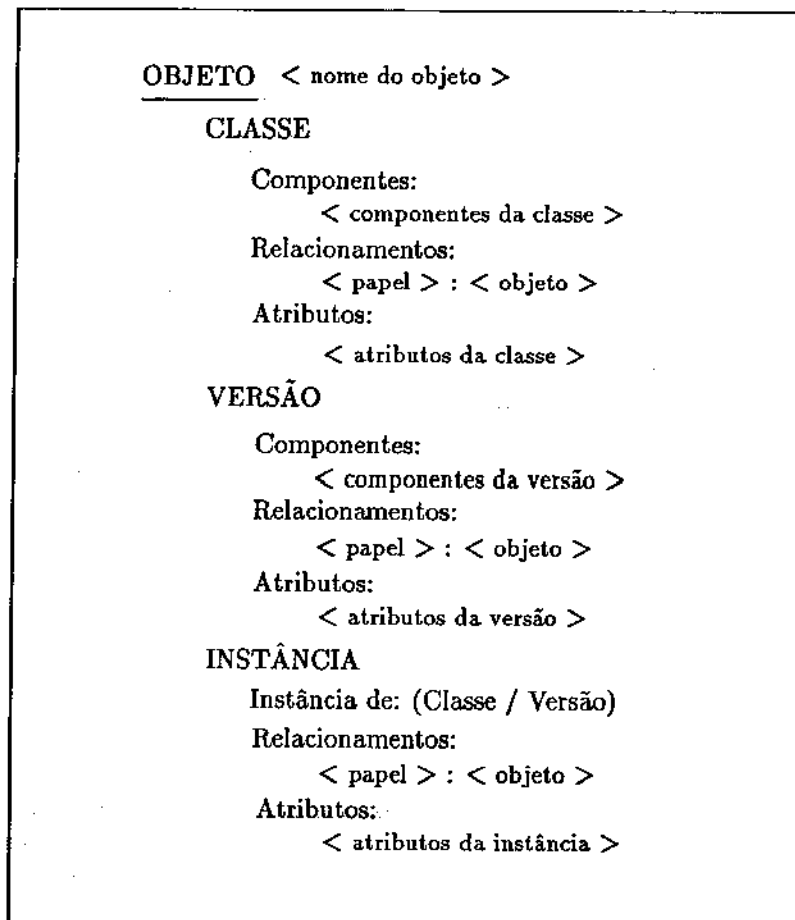 OBJETO < nome do objeto >
CLASSE
Componentes:
< componentes da classe >
Relacionamentos:
< papel > : < objeto >
Atributos:
< atributos da classe >
VERSÃO
Componentes:
< componentes da versão >
Relacionamentos:
< papel > : < objeto >
Atributos:
< atributos da versão >
INSTÂNCIA
Instância de: (Classe / Versão)
Relacionamentos:
< papel > : < objeto >
Atributos:
< atributos da instância >